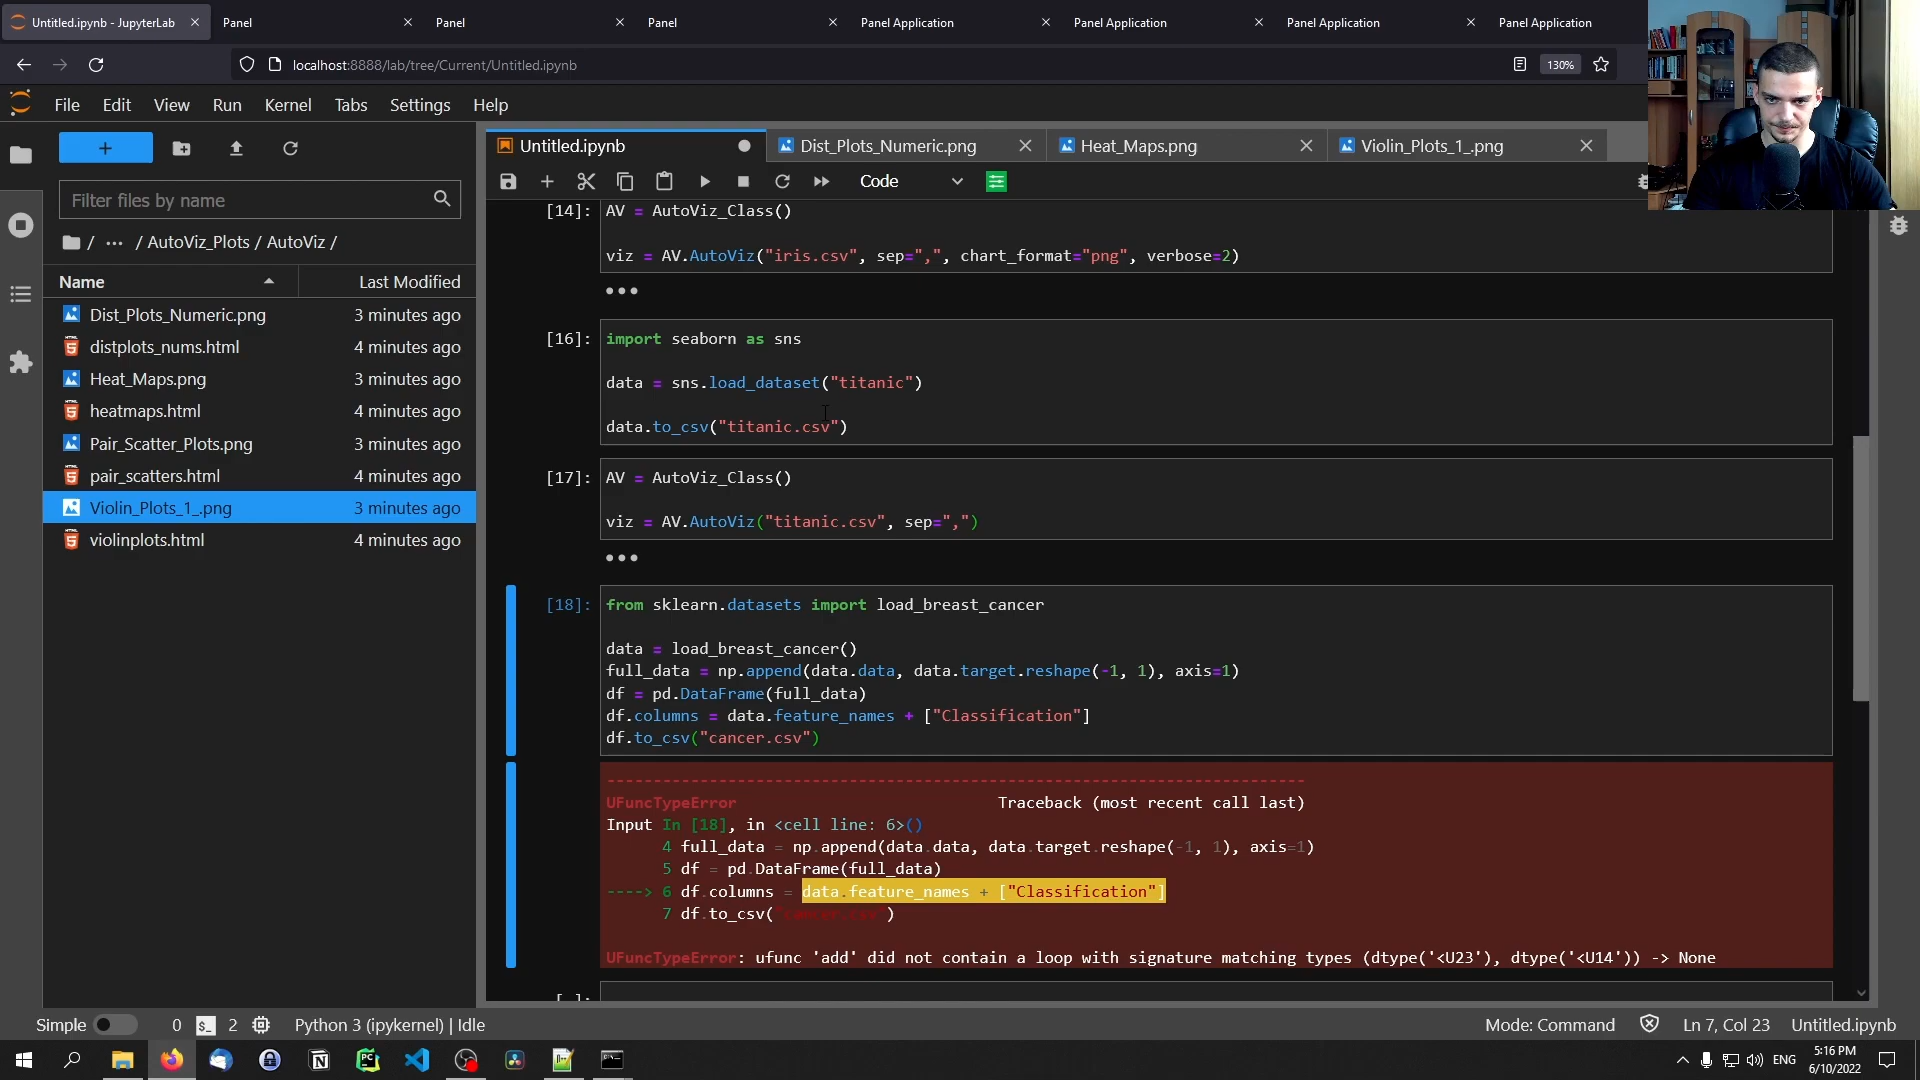 Untitled.ipynb - JupyterLab
Panel
Panel
Panel
Panel Application
Panel Application
Panel Application
Panel Application
localhost:8888/lab/tree/Current/Untitled.ipynb
130%
File Edit View Run Kernel Tabs Settings Help
Untitled.ipynb
Dist_Plots_Numeric.png
Heat_Maps.png
Violin_Plots_1_.png
Code
Filter files by name
/ ··· / AutoViz_Plots / AutoViz /
Name Last Modified
Dist_Plots_Numeric.png 3 minutes ago
distplots_nums.html 4 minutes ago
Heat_Maps.png 3 minutes ago
heatmaps.html 4 minutes ago
Pair_Scatter_Plots.png 3 minutes ago
pair_scatters.html 4 minutes ago
Violin_Plots_1_.png 3 minutes ago
violinplots.html 4 minutes ago
[14]: AV = AutoViz_Class()
viz = AV.AutoViz("iris.csv", sep=",", chart_format="png", verbose=2)
[16]: import seaborn as sns
data = sns.load_dataset("titanic")
data.to_csv("titanic.csv")
[17]: AV = AutoViz_Class()
viz = AV.AutoViz("titanic.csv", sep=",")
[18]: from sklearn.datasets import load_breast_cancer
data = load_breast_cancer()
full_data = np.append(data.data, data.target.reshape(-1, 1), axis=1)
df = pd.DataFrame(full_data)
df.columns = data.feature_names + ["Classification"]
df.to_csv("cancer.csv")
---------------------------------------------------------------------------
UFuncTypeError Traceback (most recent call last)
Input In [18], in <cell line: 6>()
4 full_data = np.append(data.data, data.target.reshape(-1, 1), axis=1)
5 df = pd.DataFrame(full_data)
----> 6 df.columns = data.feature_names + ["Classification"]
7 df.to_csv("cancer.csv")
UFuncTypeError: ufunc 'add' did not contain a loop with signature matching types (dtype('<U23'), dtype('<U14')) -> None
[ ]:
Simple 0 2 Python 3 (ipykernel) | Idle
Mode: Command Ln 7, Col 23 Untitled.ipynb
ENG
5:16 PM
6/10/2022